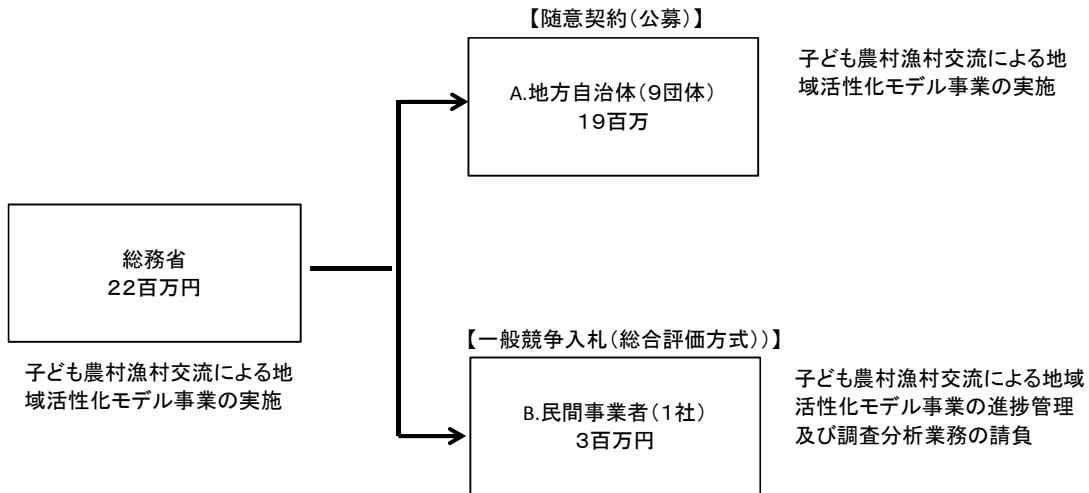 【随意契約(公募)】
A.地方自治体(9団体)
19百万
子ども農村漁村交流による地
域活性化モデル事業の実施
総務省
22百万円
子ども農村漁村交流による地
域活性化モデル事業の実施
【一般競争入札(総合評価方式))】
B.民間事業者(1社)
3百万円
子ども農村漁村交流による地域
活性化モデル事業の進捗管理
及び調査分析業務の請負